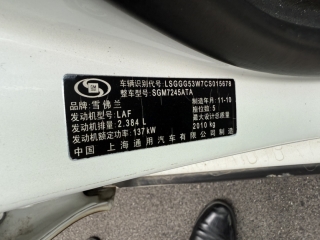 车辆识别代号 LSGGG53W7CS015678
整车型号 SGM7245ATA
品牌 雪佛兰 制造年月 11-10
发动机型号 LAF 乘坐人数 5
发动机排量 2.384 L 最大设计总质量
发动机额定功率 137 kW 2010 kg
中国 上海通用汽车有限公司 制造